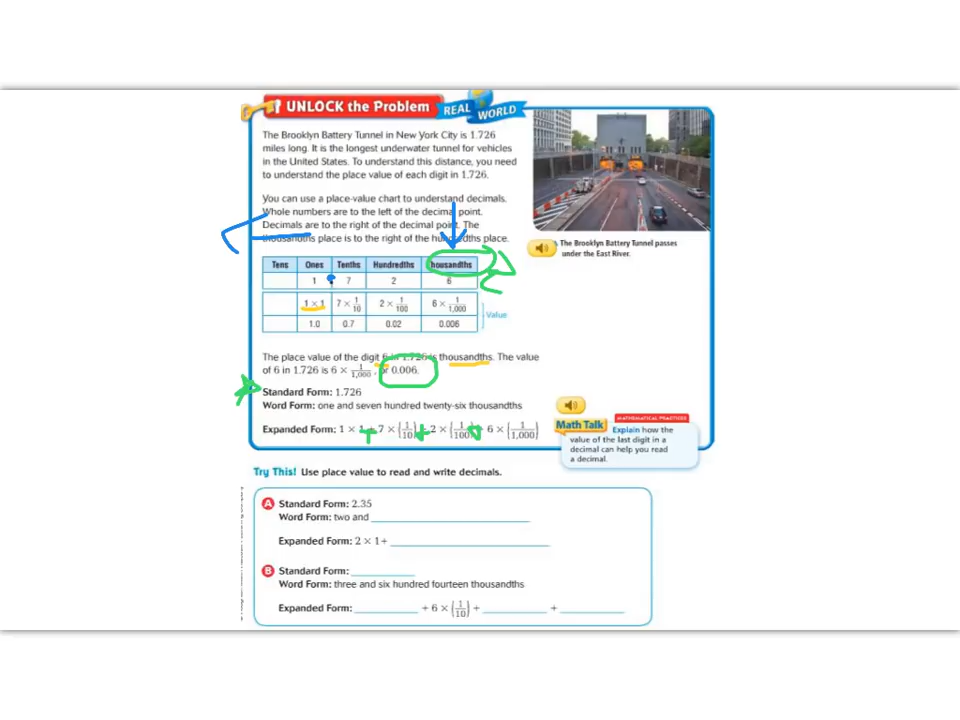 UNLOCK the Problem REAL WORLD
The Brooklyn Battery Tunnel in New York City is 1.726
miles long. It is the longest underwater tunnel for vehicles
in the United States. To understand this distance, you need
to understand the place value of each digit in 1.726.
You can use a place-value chart to understand decimals.
Whole numbers are to the left of the decimal point.
Decimals are to the right of the decimal point. The
thousandths place is to the right of the hundredths place.
The Brooklyn Battery Tunnel passes
under the East River.
Tens Ones Tenths Hundredths Thousandths
1 . 7 2 6
1 × 1 7 × 1/10 2 × 1/100 6 × 1/1,000
1.0 0.7 0.02 0.006
Value
The place value of the digit 6 in 1.726 is thousandths. The value
of 6 in 1.726 is 6 × 1/1,000, or 0.006.
Standard Form: 1.726
Word Form: one and seven hundred twenty-six thousandths
Expanded Form: 1 × 1 + 7 × (1/10) + 2 × (1/100) + 6 × (1/1,000)
Math Talk MATHEMATICAL PRACTICES
Explain how the
value of the last digit in a
decimal can help you read
a decimal.
Try This! Use place value to read and write decimals.
A Standard Form: 2.35
Word Form: two and
Expanded Form: 2 × 1+
B Standard Form:
Word Form: three and six hundred fourteen thousandths
Expanded Form: + 6 × (1/10) + +